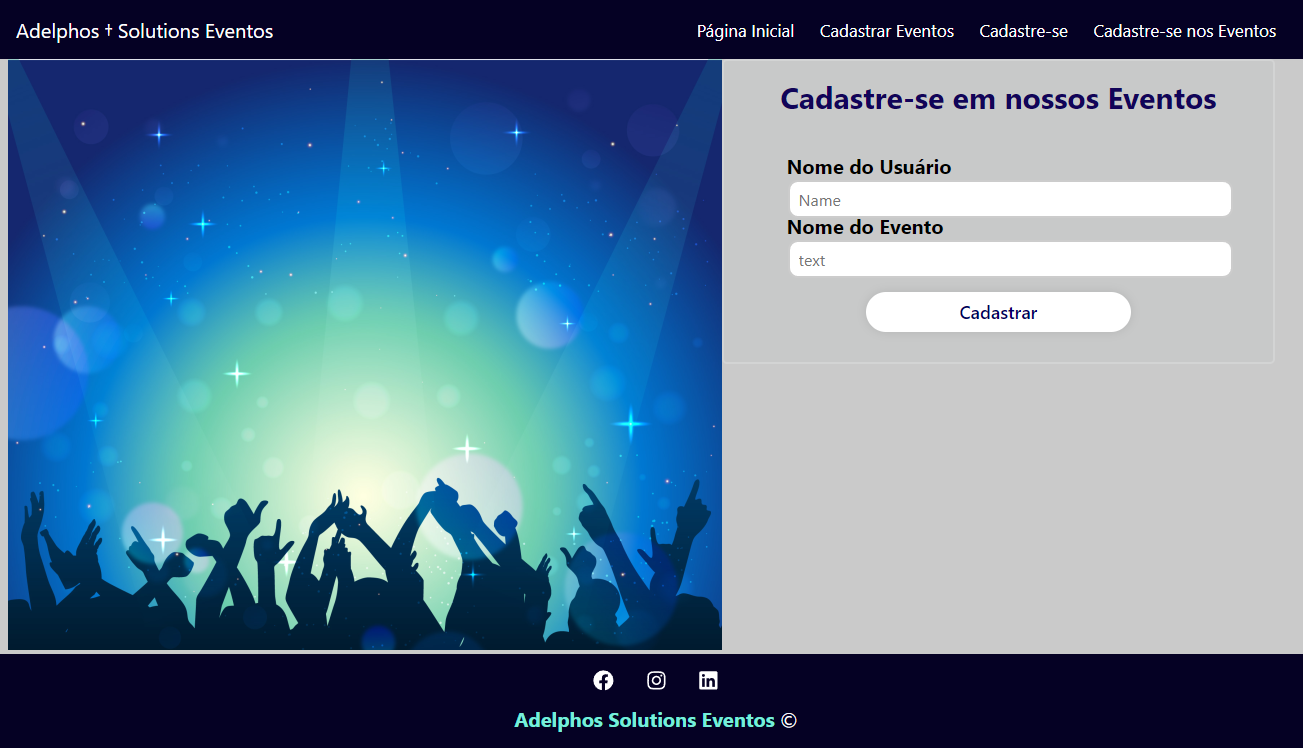 Adelphos † Solutions Eventos
Página Inicial Cadastrar Eventos Cadastre-se Cadastre-se nos Eventos
Cadastre-se em nossos Eventos
Nome do Usuário
Name
Nome do Evento
text
Cadastrar
Adelphos Solutions Eventos ©